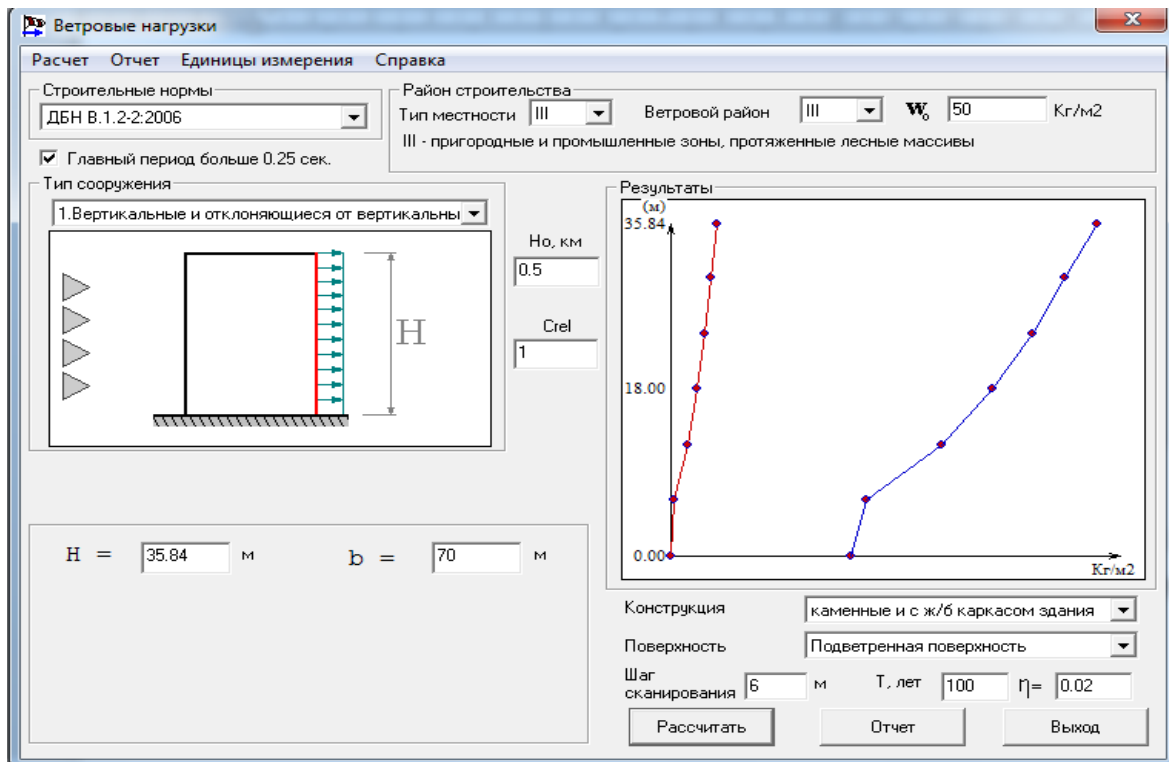 Ветровые нагрузки
Расчет Отчет Единицы измерения Справка
Строительные нормы
ДБН В.1.2-2:2006
Главный период больше 0.25 сек.
Район строительства
Тип местности III Ветровой район III W₀ 50 Кг/м2
III - пригородные и промышленные зоны, протяженные лесные массивы
Тип сооружения
1.Вертикальные и отклоняющиеся от вертикальны
H
Но, км
0.5
Crel
1
H = 35.84 м b = 70 м
Результаты
(м)
35.84
18.00
0.00
Кг/м2
Конструкция каменные и с ж/б каркасом здания
Поверхность Подветренная поверхность
Шаг
сканирования 6 м Т, лет 100 η= 0.02
Рассчитать Отчет Выход